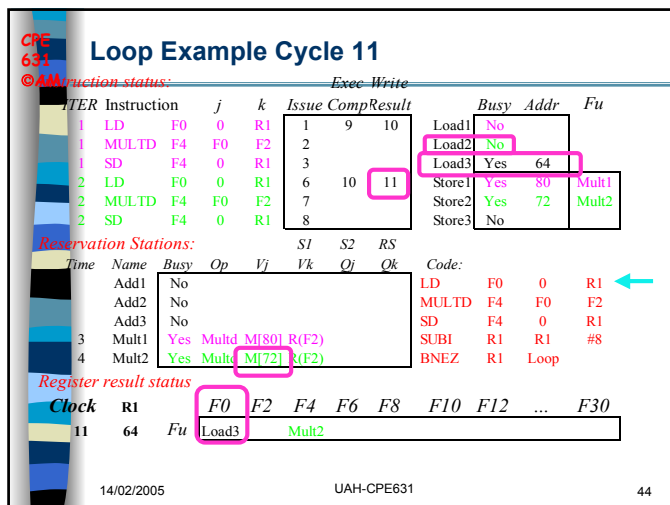 CPE
631
©AM
Loop Example Cycle 11
Instruction status: Exec Write
ITER Instruction j k Issue Comp Result Busy Addr Fu
1 LD F0 0 R1 1 9 10 Load1 No
1 MULTD F4 F0 F2 2 Load2 No
1 SD F4 0 R1 3 Load3 Yes 64
2 LD F0 0 R1 6 10 11 Store1 Yes 80 Mult1
2 MULTD F4 F0 F2 7 Store2 Yes 72 Mult2
2 SD F4 0 R1 8 Store3 No
Reservation Stations: S1 S2 RS
Time Name Busy Op Vj Vk Qj Qk Code:
Add1 No LD F0 0 R1
Add2 No MULTD F4 F0 F2
Add3 No SD F4 0 R1
3 Mult1 Yes Multd M[80] R(F2) SUBI R1 R1 #8
4 Mult2 Yes Multd M[72] R(F2) BNEZ R1 Loop
Register result status
Clock R1 F0 F2 F4 F6 F8 F10 F12 ... F30
11 64 Fu Load3 Mult2
14/02/2005 UAH-CPE631 44